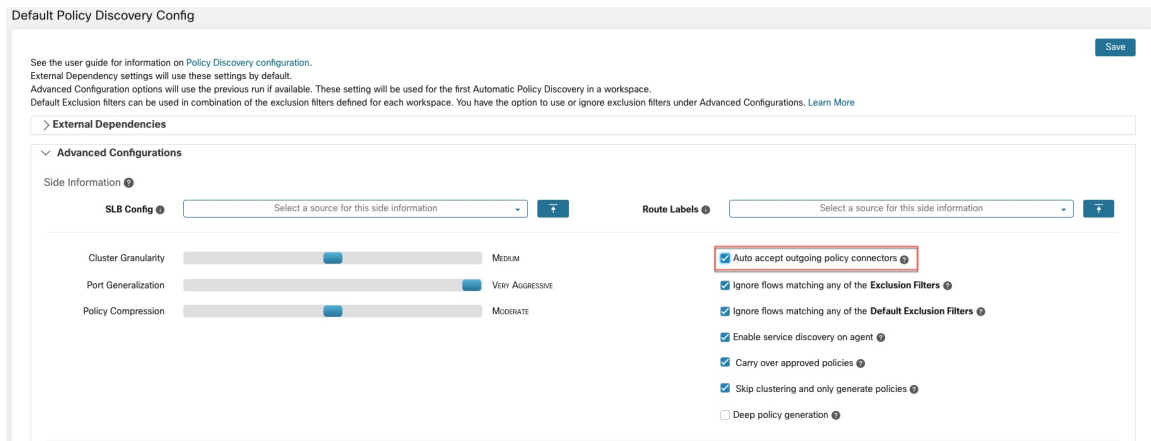 Default Policy Discovery Config
Save
See the user guide for information on Policy Discovery configuration.
External Dependency settings will use these settings by default.
Advanced Configuration options will use the previous run if available. These setting will be used for the first Automatic Policy Discovery in a workspace.
Default Exclusion filters can be used in combination of the exclusion filters defined for each workspace. You have the option to use or ignore exclusion filters under Advanced Configurations. Learn More
External Dependencies
Advanced Configurations
Side Information
SLB Config Select a source for this side information
Route Labels Select a source for this side information
Cluster Granularity MEDIUM
Port Generalization VERY AGGRESSIVE
Policy Compression MODERATE
Auto accept outgoing policy connectors
Ignore flows matching any of the Exclusion Filters
Ignore flows matching any of the Default Exclusion Filters
Enable service discovery on agent
Carry over approved policies
Skip clustering and only generate policies
Deep policy generation